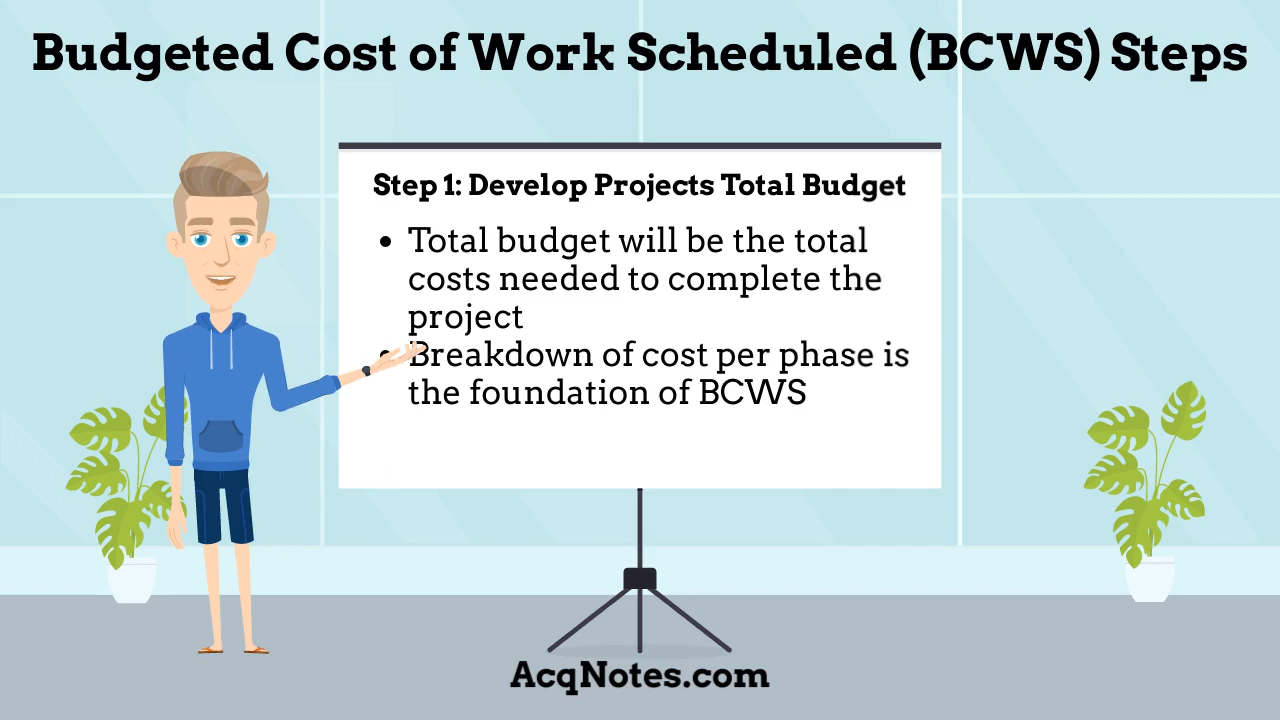 Budgeted Cost of Work Scheduled (BCWS) Steps
Step 1: Develop Projects Total Budget
• Total budget will be the total
costs needed to complete the
project
• Breakdown of cost per phase is
the foundation of BCWS
AcqNotes.com